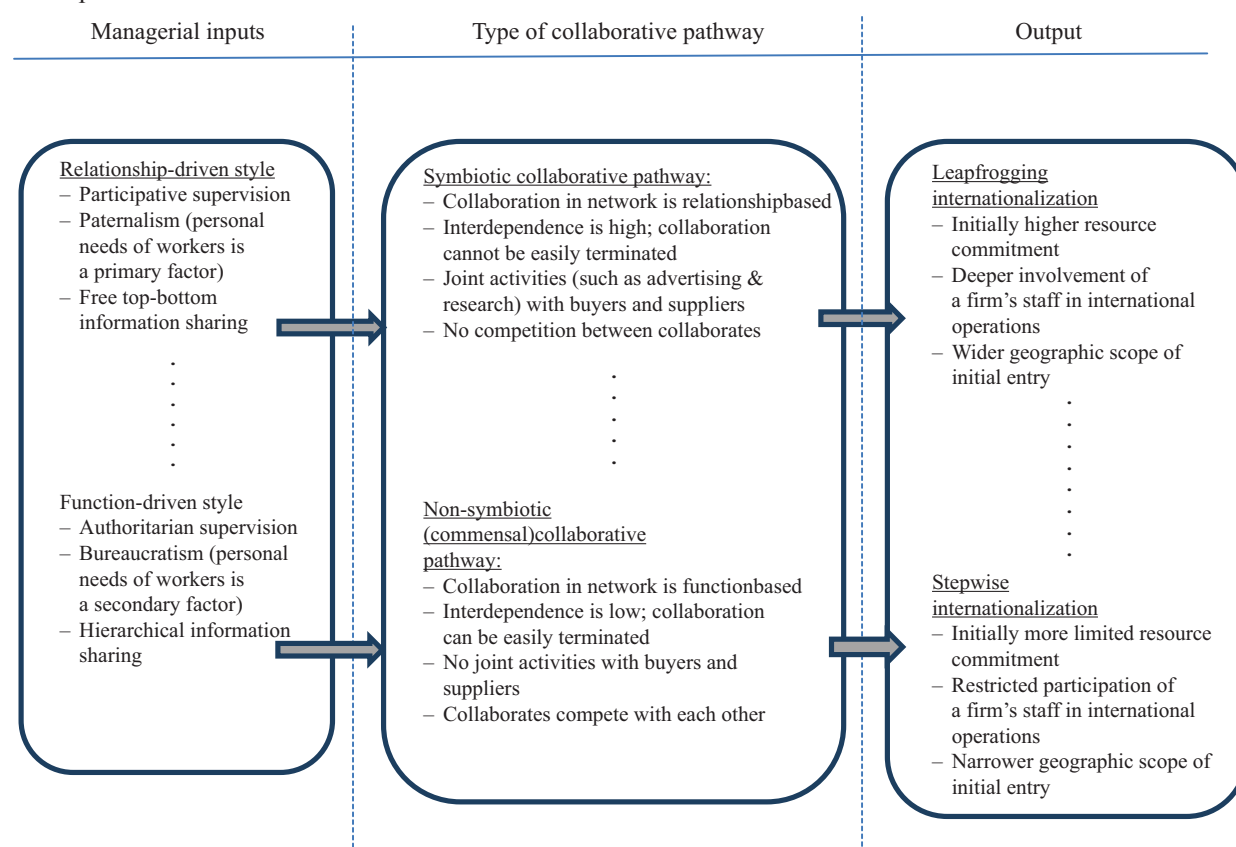 Managerial inputs
Type of collaborative pathway
Output
Relationship-driven style
– Participative supervision
– Paternalism (personal
needs of workers is
a primary factor)
– Free top-bottom
information sharing
Function-driven style
– Authoritarian supervision
– Bureaucratism (personal
needs of workers is
a secondary factor)
– Hierarchical information
sharing
Symbiotic collaborative pathway:
– Collaboration in network is relationshipbased
– Interdependence is high; collaboration
cannot be easily terminated
– Joint activities (such as advertising &
research) with buyers and suppliers
– No competition between collaborates
Non-symbiotic
(commensal)collaborative
pathway:
– Collaboration in network is functionbased
– Interdependence is low; collaboration
can be easily terminated
– No joint activities with buyers and
suppliers
– Collaborates compete with each other
Leapfrogging
internationalization
– Initially higher resource
commitment
– Deeper involvement of
a firm’s staff in international
operations
– Wider geographic scope of
initial entry
Stepwise
internationalization
– Initially more limited resource
commitment
– Restricted participation of
a firm’s staff in international
operations
– Narrower geographic scope of
initial entry